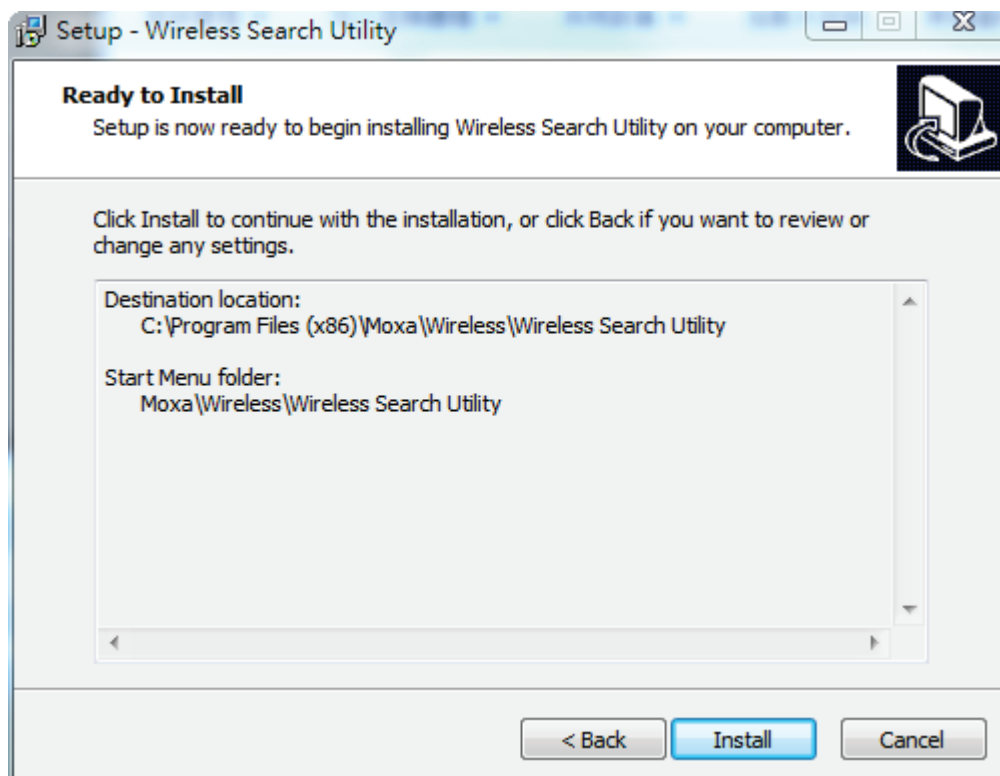 Setup - Wireless Search Utility
Ready to Install
Setup is now ready to begin installing Wireless Search Utility on your computer.
Click Install to continue with the installation, or click Back if you want to review or
change any settings.
Destination location:
C:\Program Files (x86)\Moxa\Wireless\Wireless Search Utility
Start Menu folder:
Moxa\Wireless\Wireless Search Utility
< Back
Install
Cancel